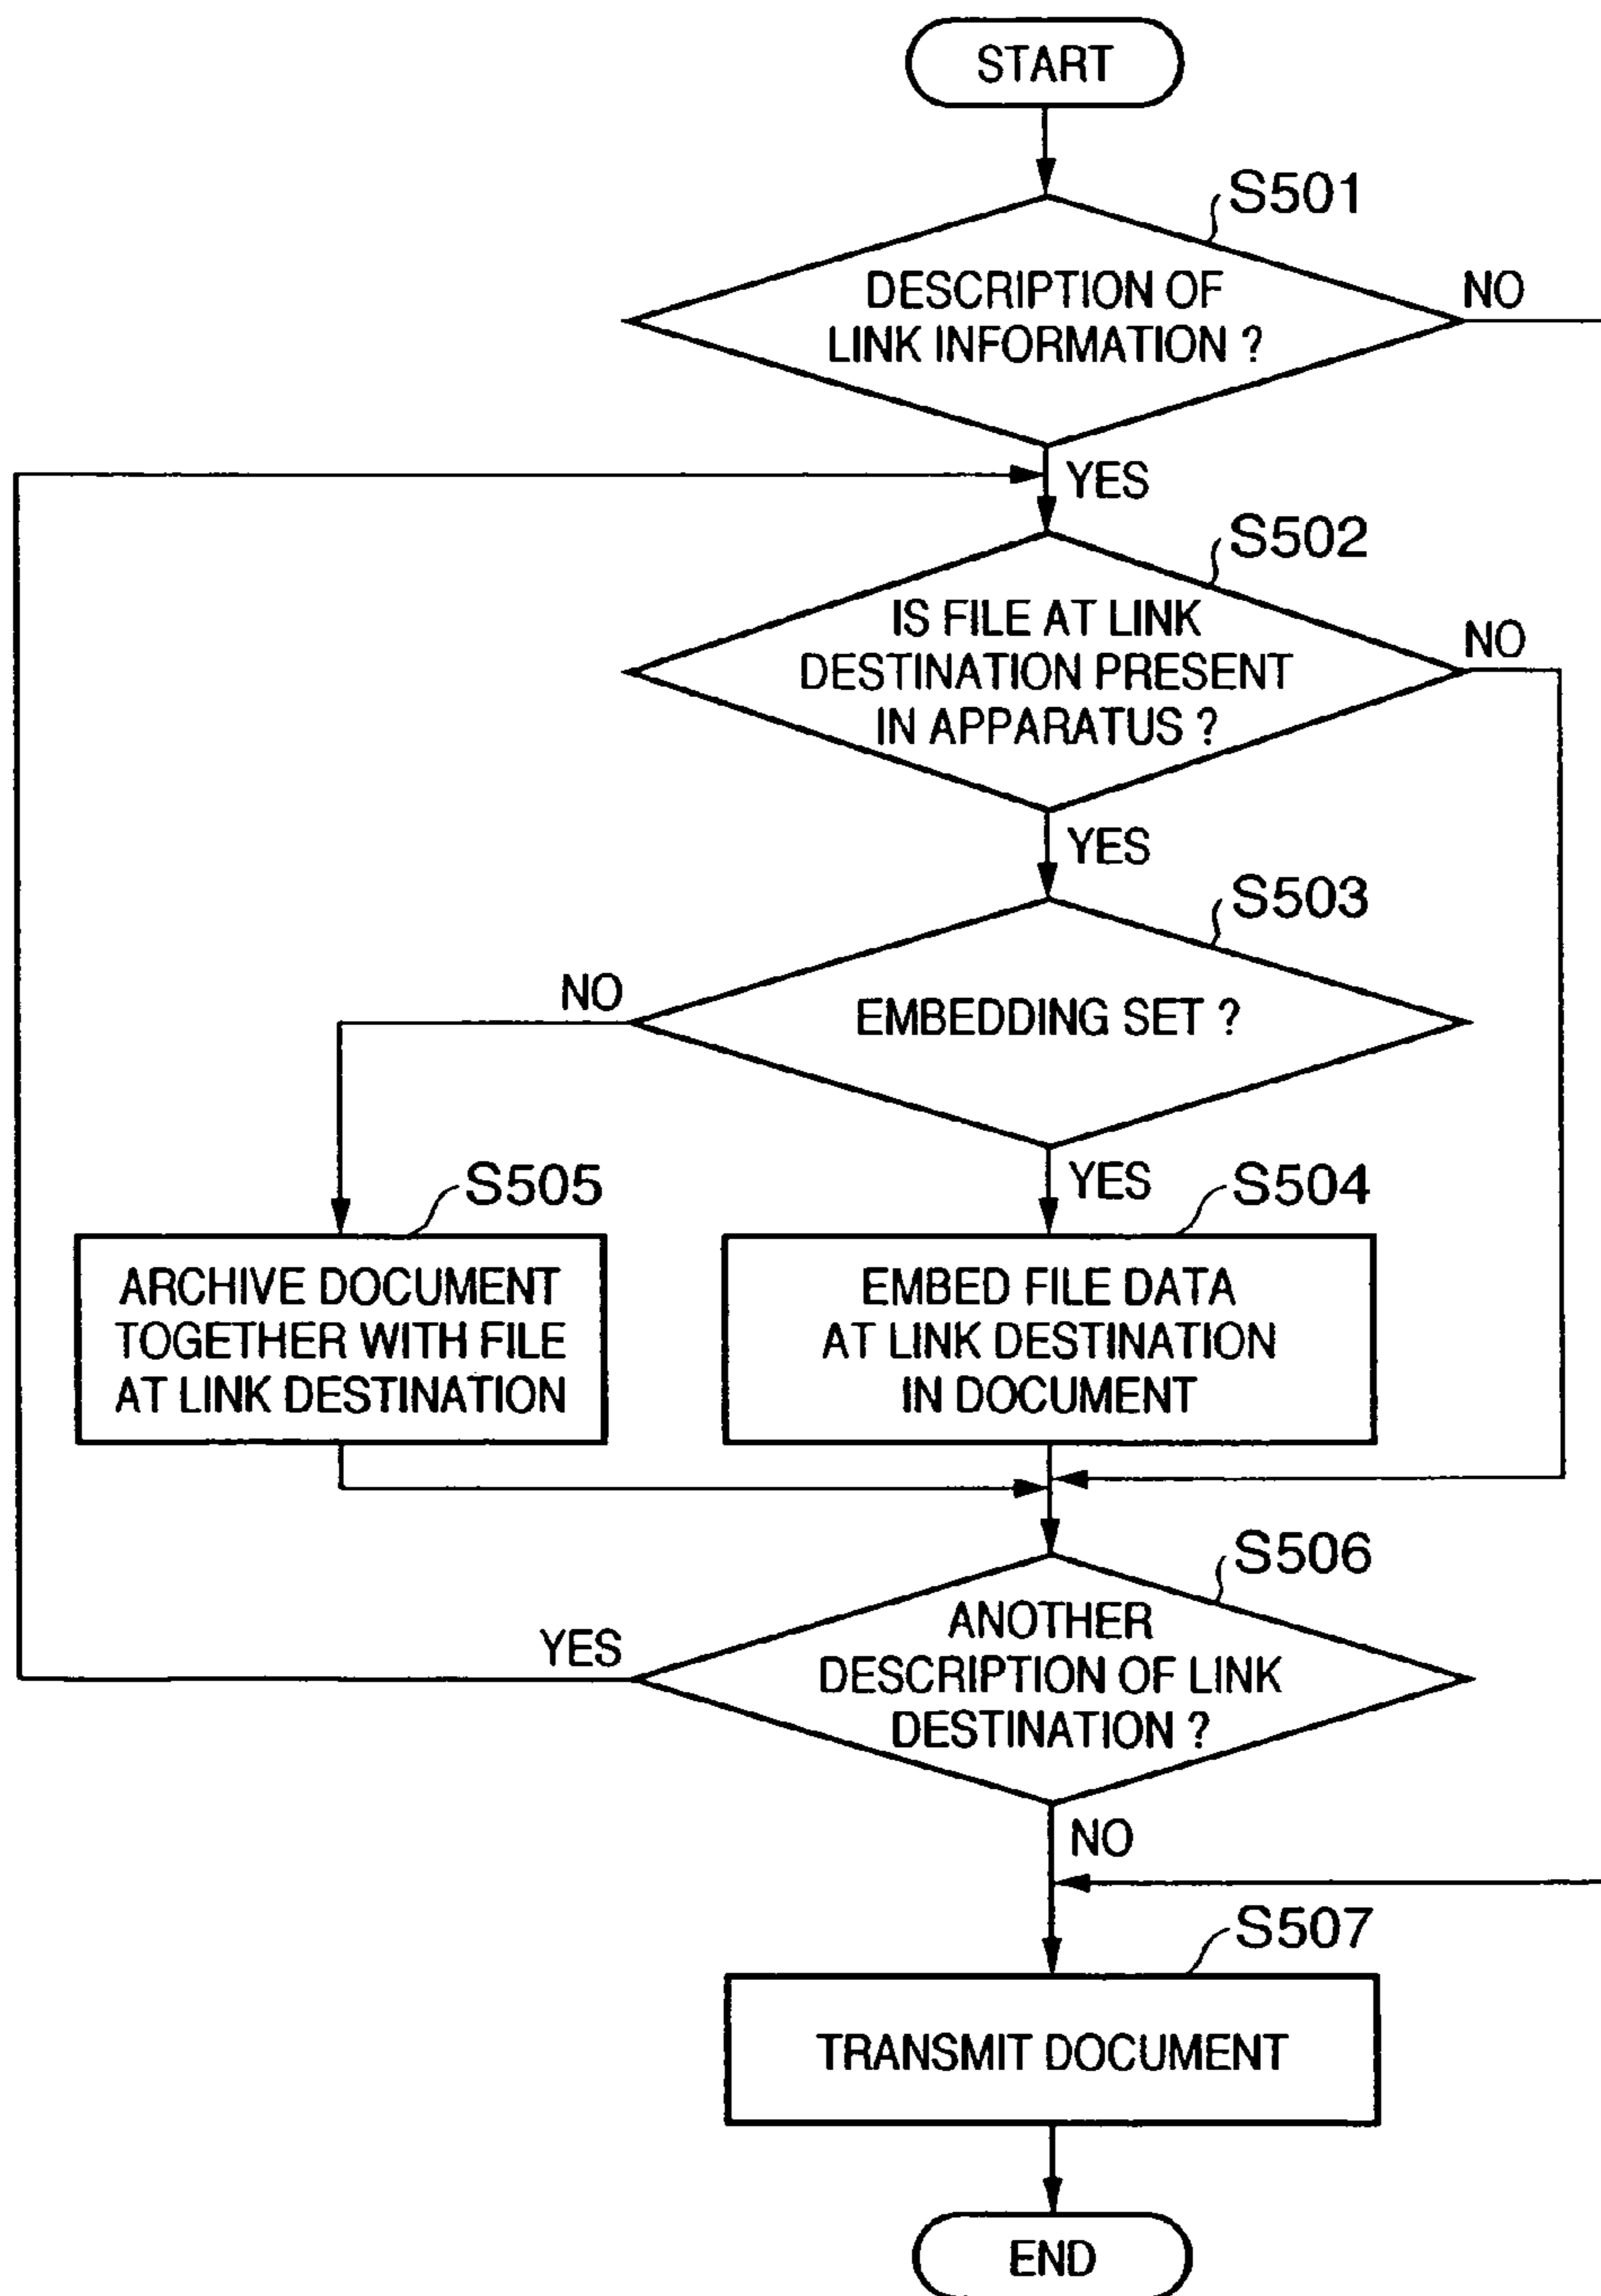 START
S501
DESCRIPTION OF
LINK INFORMATION ?
NO
YES
S502
IS FILE AT LINK
DESTINATION PRESENT
IN APPARATUS ?
NO
YES
S503
EMBEDDING SET ?
NO
YES
S505
ARCHIVE DOCUMENT
TOGETHER WITH FILE
AT LINK DESTINATION
S504
EMBED FILE DATA
AT LINK DESTINATION
IN DOCUMENT
S506
ANOTHER
DESCRIPTION OF LINK
DESTINATION ?
YES
NO
S507
TRANSMIT DOCUMENT
END